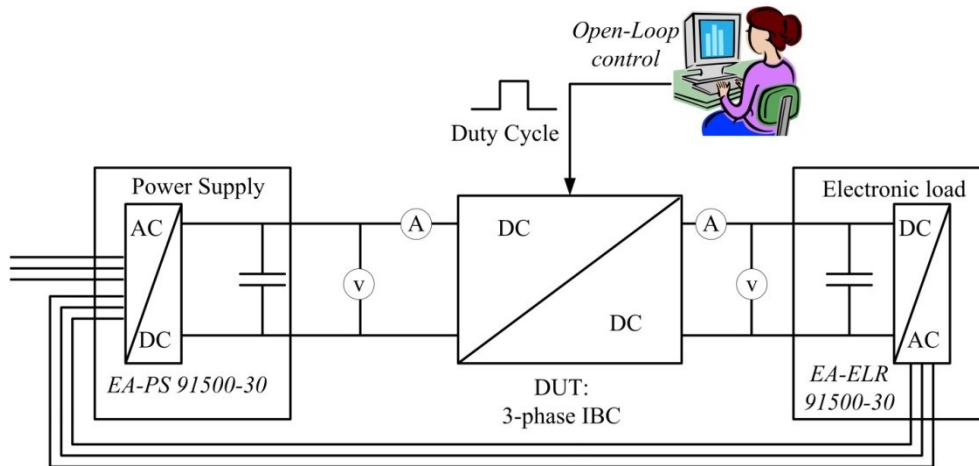 Open-Loop
control
Duty Cycle
Power Supply
Electronic load
AC
DC
A
v
DC
DC
A
v
DC
AC
EA-PS 91500-30
EA-ELR
91500-30
DUT:
3-phase IBC